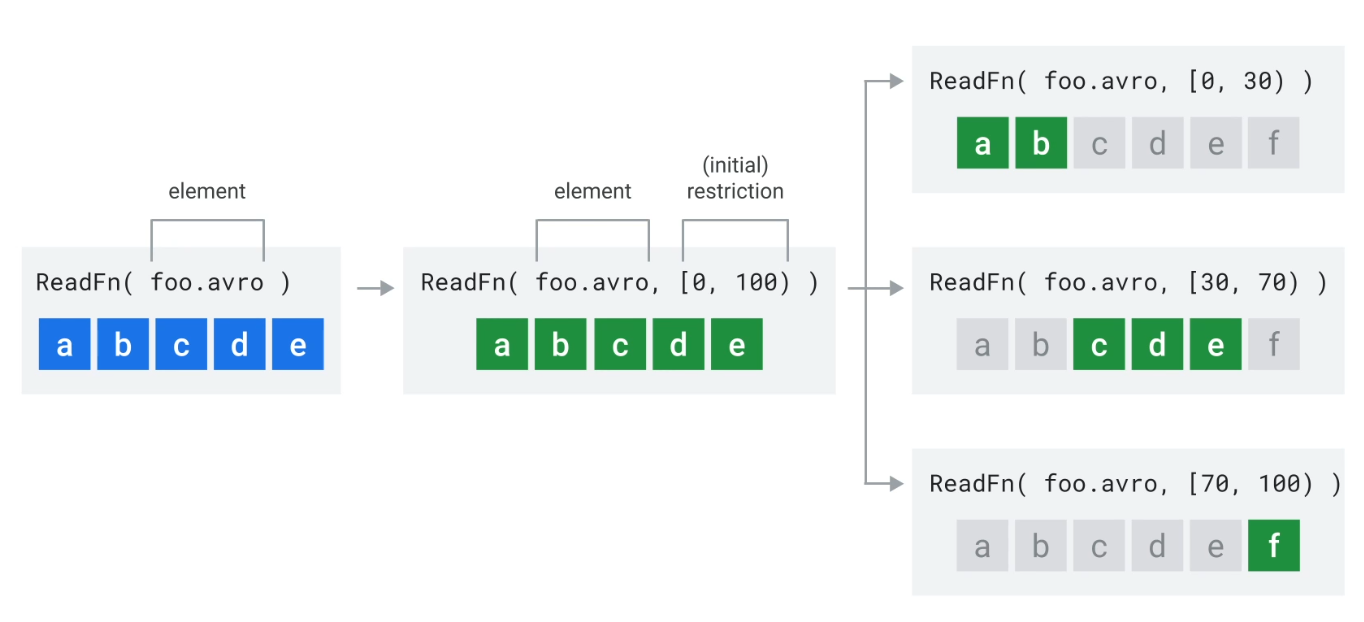 element
ReadFn( foo.avro )
a b c d e
element
(initial)
restriction
ReadFn( foo.avro, [0, 100) )
a b c d e
ReadFn( foo.avro, [0, 30) )
a b c d e f
ReadFn( foo.avro, [30, 70) )
a b c d e f
ReadFn( foo.avro, [70, 100) )
a b c d e f